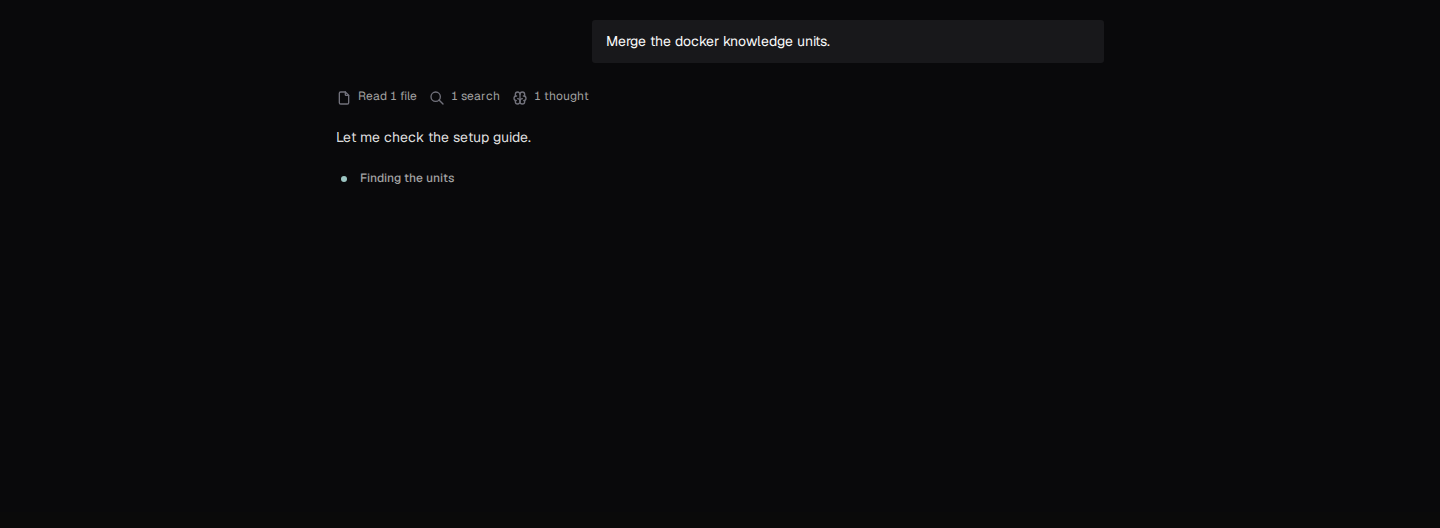 Merge the docker knowledge units.
Read 1 file 1 search 1 thought
Let me check the setup guide.
Finding the units